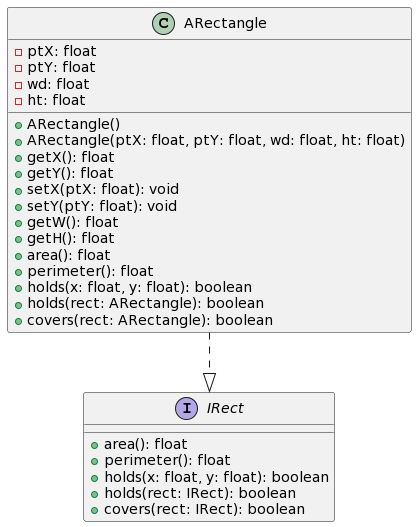 C ARectangle
ptX: float
ptY: float
wd: float
ht: float
ARectangle()
ARectangle(ptX: float, ptY: float, wd: float, ht: float)
getX(): float
getY(): float
setX(ptX: float): void
setY(ptY: float): void
getW(): float
getH(): float
area(): float
perimeter(): float
holds(x: float, y: float): boolean
holds(rect: ARectangle): boolean
covers(rect: ARectangle): boolean
I IRect
area(): float
perimeter(): float
holds(x: float, y: float): boolean
holds(rect: IRect): boolean
covers(rect: IRect): boolean